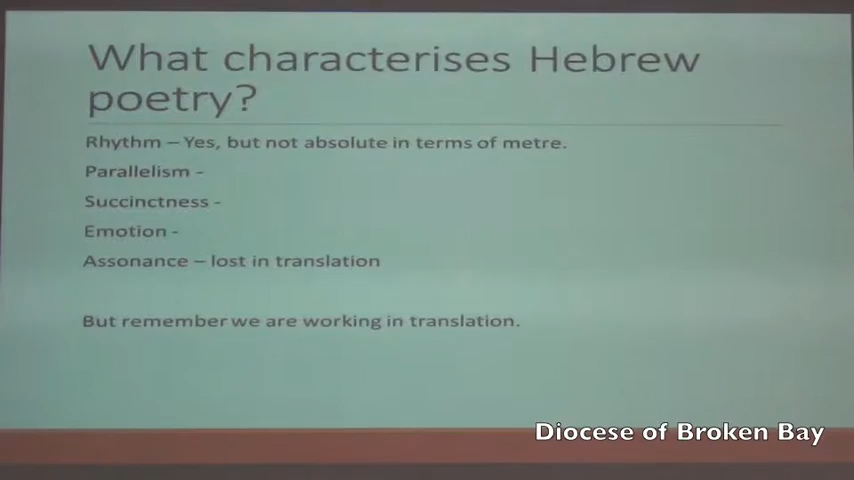 What characterises Hebrew
poetry?
Rhythm – Yes, but not absolute in terms of metre.
Parallelism -
Succinctness -
Emotion -
Assonance – lost in translation
But remember we are working in translation.
Diocese of Broken Bay